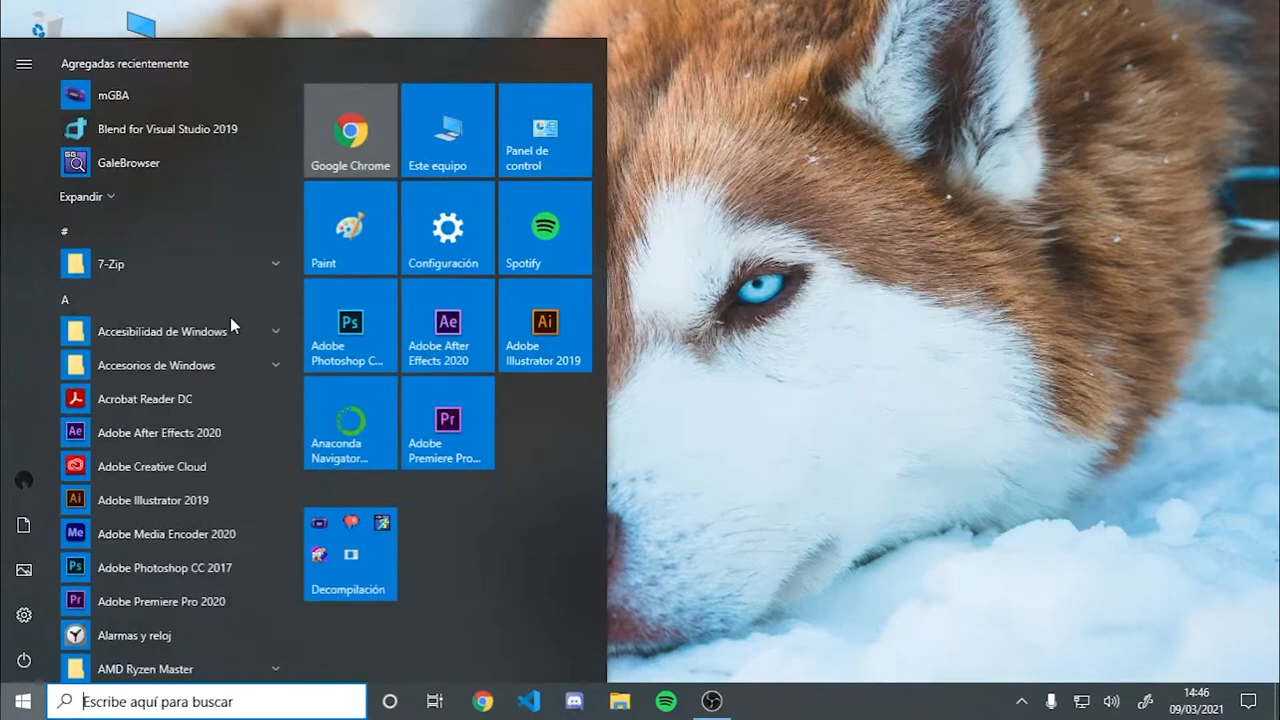 Agregadas recientemente
mGBA
Blend for Visual Studio 2019
GaleBrowser
Expandir
#
7-Zip
A
Accesibilidad de Windows
Accesorios de Windows
Acrobat Reader DC
Adobe After Effects 2020
Adobe Creative Cloud
Adobe Illustrator 2019
Adobe Media Encoder 2020
Adobe Photoshop CC 2017
Adobe Premiere Pro 2020
Alarmas y reloj
AMD Ryzen Master
Google Chrome
Este equipo
Panel de
control
Paint
Configuración
Spotify
Ps
Adobe
Photoshop C...
Ae
Adobe After
Effects 2020
Ai
Adobe
Illustrator 2019
Anaconda
Navigator...
Pr
Adobe
Premiere Pro...
Decompilación
Escribe aquí para buscar
14:46
09/03/2021